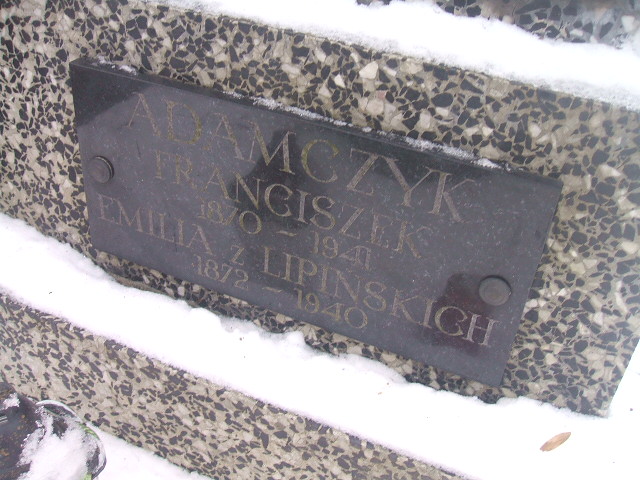 ADAMCZYK
FRANCISZEK
1870 - 1941
EMILIA Z LIPIŃSKICH
1872 - 1940